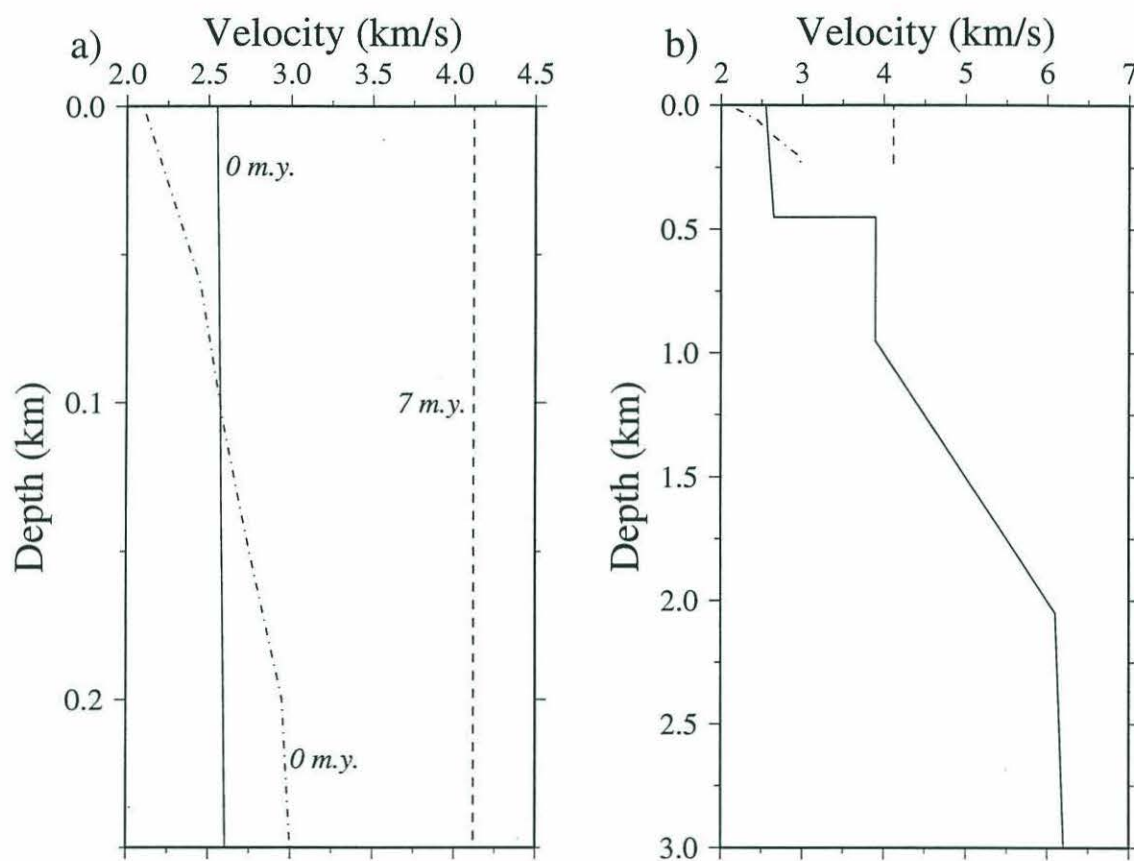 a)
Velocity (km/s)
2.0 2.5 3.0 3.5 4.0 4.5
0.0
0.1
0.2
Depth (km)
0 m.y.
7 m.y.
0 m.y.
b)
Velocity (km/s)
2 3 4 5 6 7
0.0
0.5
1.0
1.5
2.0
2.5
3.0
Depth (km)